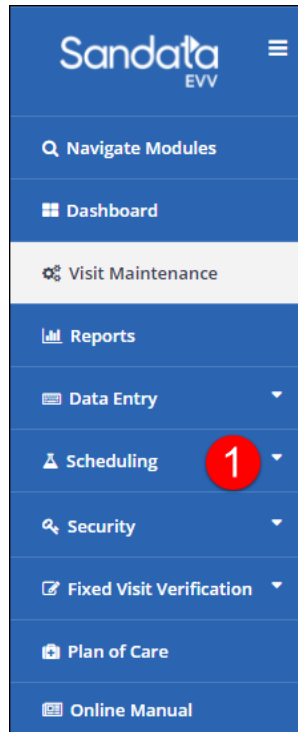 Sandata
EVV
Navigate Modules
Dashboard
Visit Maintenance
Reports
Data Entry
Scheduling 1
Security
Fixed Visit Verification
Plan of Care
Online Manual